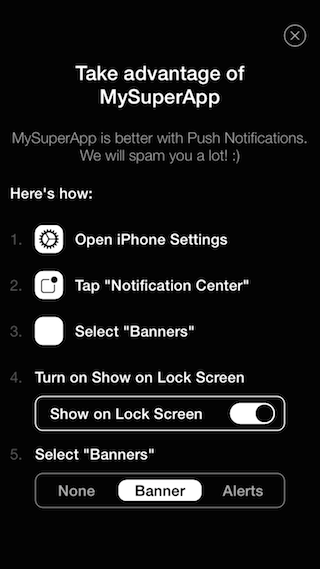 Take advantage of
MySuperApp
MySuperApp is better with Push Notifications.
We will spam you a lot! :)
Here's how:
1. Open iPhone Settings
2. Tap "Notification Center"
3. Select "Banners"
4. Turn on Show on Lock Screen
Show on Lock Screen
5. Select "Banners"
None Banner Alerts